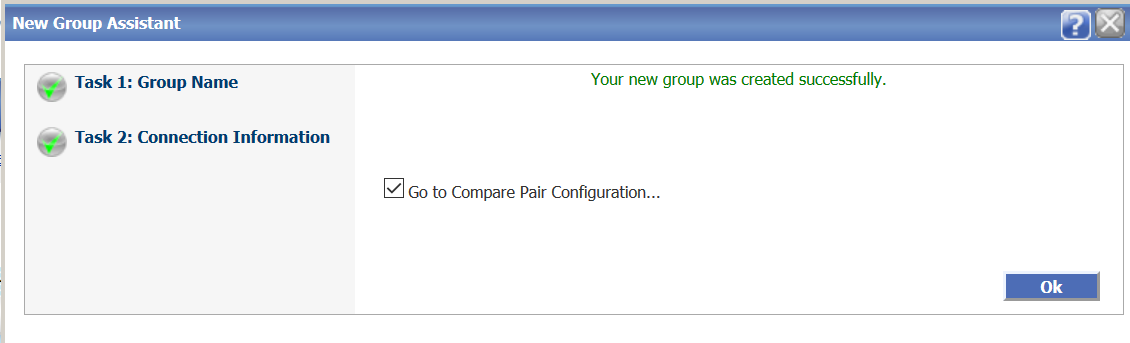 New Group Assistant
?
Task 1: Group Name
Your new group was created successfully.
Task 2: Connection Information
Go to Compare Pair Configuration...
Ok